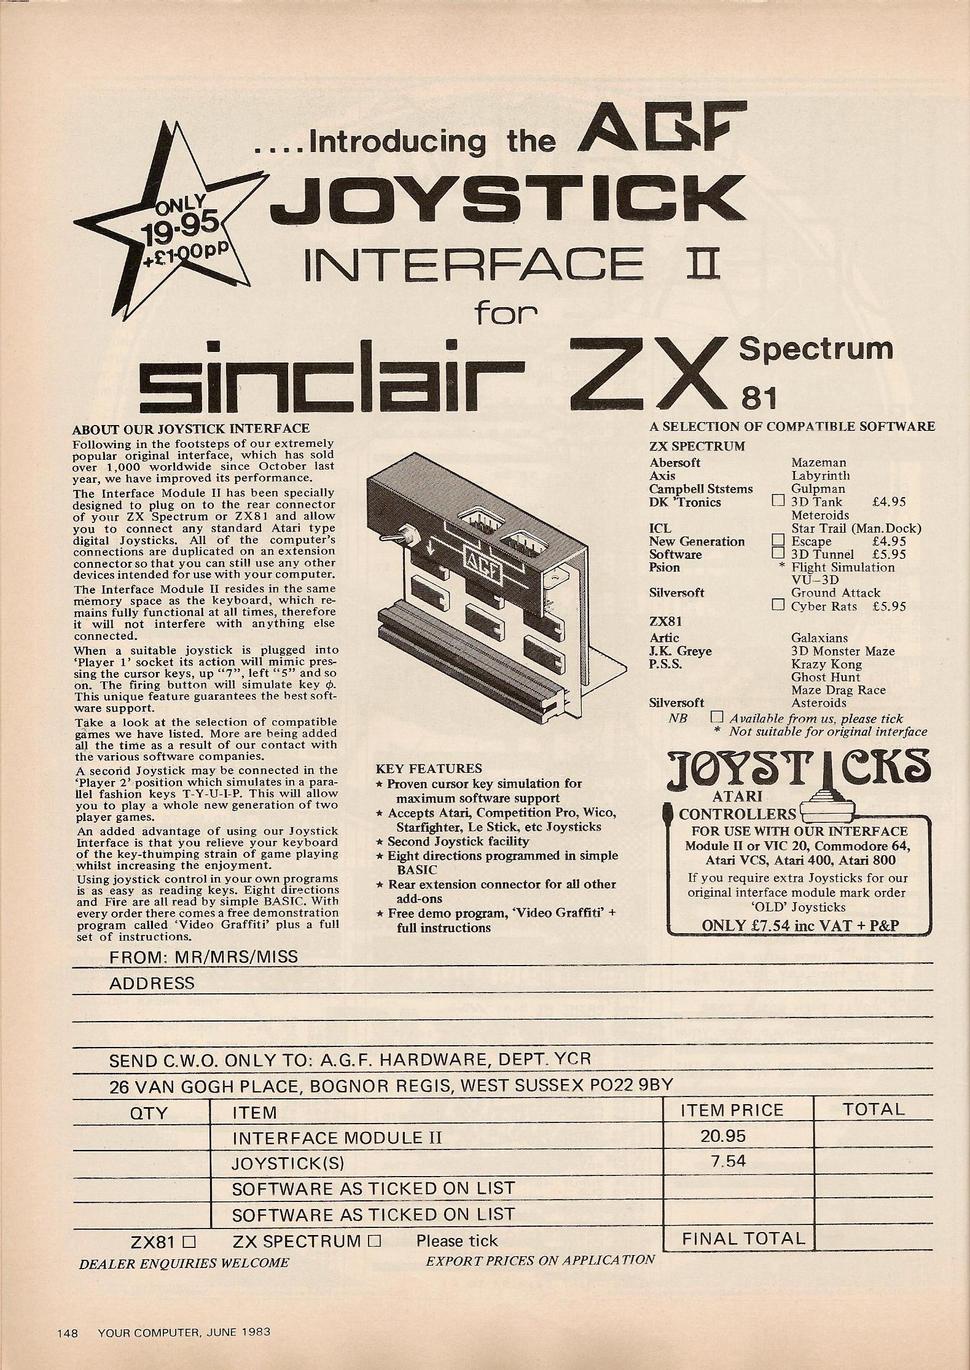 ....Introducing the AGF
JOYSTICK
INTERFACE II
for
sinclair ZX Spectrum
81
ONLY
19·95
+£1·00pp
ABOUT OUR JOYSTICK INTERFACE
Following in the footsteps of our extremely
popular original interface, which has sold
over 1,000 worldwide since October last
year, we have improved its performance.
The Interface Module II has been specially
designed to plug on to the rear connector
of your ZX Spectrum or ZX81 and allow
you to connect any standard Atari type
digital Joysticks. All of the computer's
connections are duplicated on an extension
connector so that you can still use any other
devices intended for use with your computer.
The Interface Module II resides in the same
memory space as the keyboard, which re-
mains fully functional at all times, therefore
it will not interfere with anything else
connected.
When a suitable joystick is plugged into
'Player 1' socket its action will mimic pres-
sing the cursor keys, up "7", left "5" and so
on. The firing button will simulate key ϕ.
This unique feature guarantees the best soft-
ware support.
Take a look at the selection of compatible
games we have listed. More are being added
all the time as a result of our contact with
the various software companies.
A second Joystick may be connected in the
'Player 2' position which simulates in a para-
llel fashion keys T-Y-U-I-P. This will allow
you to play a whole new generation of two
player games.
An added advantage of using our Joystick
Interface is that you relieve your keyboard
of the key-thumping strain of game playing
whilst increasing the enjoyment.
Using joystick control in your own programs
is as easy as reading keys. Eight directions
and Fire are all read by simple BASIC. With
every order there comes a free demonstration
program called 'Video Graffiti' plus a full
set of instructions.
AGF
KEY FEATURES
★ Proven cursor key simulation for
maximum software support
★ Accepts Atari, Competition Pro, Wico,
Starfighter, Le Stick, etc Joysticks
★ Second Joystick facility
★ Eight directions programmed in simple
BASIC
★ Rear extension connector for all other
add-ons
★ Free demo program, 'Video Graffiti' +
full instructions
A SELECTION OF COMPATIBLE SOFTWARE
ZX SPECTRUM
Abersoft Mazeman
Axis Labyrinth
Campbell Ststems Gulpman
DK 'Tronics ☐ 3D Tank £4.95
Meteroids
ICL Star Trail (Man.Dock)
New Generation ☐ Escape £4.95
Software ☐ 3D Tunnel £5.95
Psion * Flight Simulation
VU–3D
Silversoft Ground Attack
☐ Cyber Rats £5.95
ZX81
Artic Galaxians
J.K. Greye 3D Monster Maze
P.S.S. Krazy Kong
Ghost Hunt
Maze Drag Race
Silversoft Asteroids
NB ☐ Available from us, please tick
* Not suitable for original interface
JOYSTICKS
ATARI
CONTROLLERS
FOR USE WITH OUR INTERFACE
Module II or VIC 20, Commodore 64,
Atari VCS, Atari 400, Atari 800
If you require extra Joysticks for our
original interface module mark order
'OLD' Joysticks
ONLY £7.54 inc VAT + P&P
FROM: MR/MRS/MISS
ADDRESS
SEND C.W.O. ONLY TO: A.G.F. HARDWARE, DEPT. YCR
26 VAN GOGH PLACE, BOGNOR REGIS, WEST SUSSEX PO22 9BY
QTY ITEM ITEM PRICE TOTAL
INTERFACE MODULE II 20.95
JOYSTICK(S) 7.54
SOFTWARE AS TICKED ON LIST
SOFTWARE AS TICKED ON LIST
ZX81 ☐ ZX SPECTRUM ☐ Please tick FINAL TOTAL
DEALER ENQUIRIES WELCOME EXPORT PRICES ON APPLICATION
148 YOUR COMPUTER, JUNE 1983